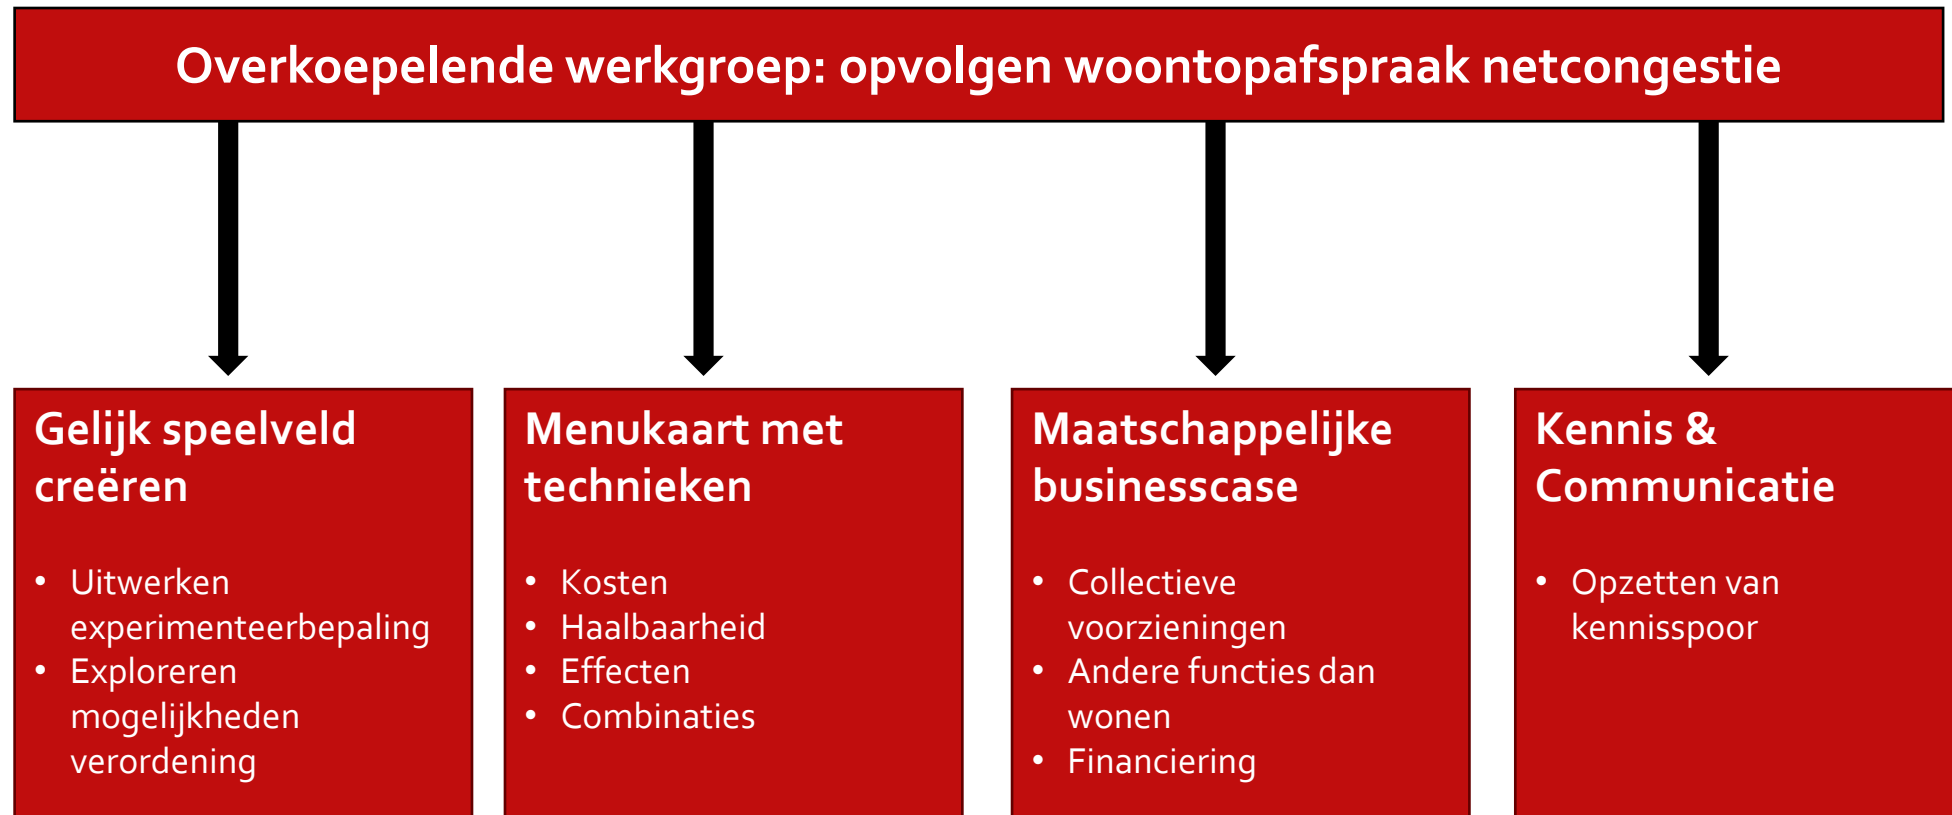 Overkoepelende werkgroep: opvolgen woontopafspraak netcongestie
Gelijk speelveld
creëren
• Uitwerken
experimenteerbepaling
• Exploreren
mogelijkheden
verordening
Menukaart met
technieken
• Kosten
• Haalbaarheid
• Effecten
• Combinaties
Maatschappelijke
businesscase
• Collectieve
voorzieningen
• Andere functies dan
wonen
• Financiering
Kennis &
Communicatie
• Opzetten van
kennisspoor